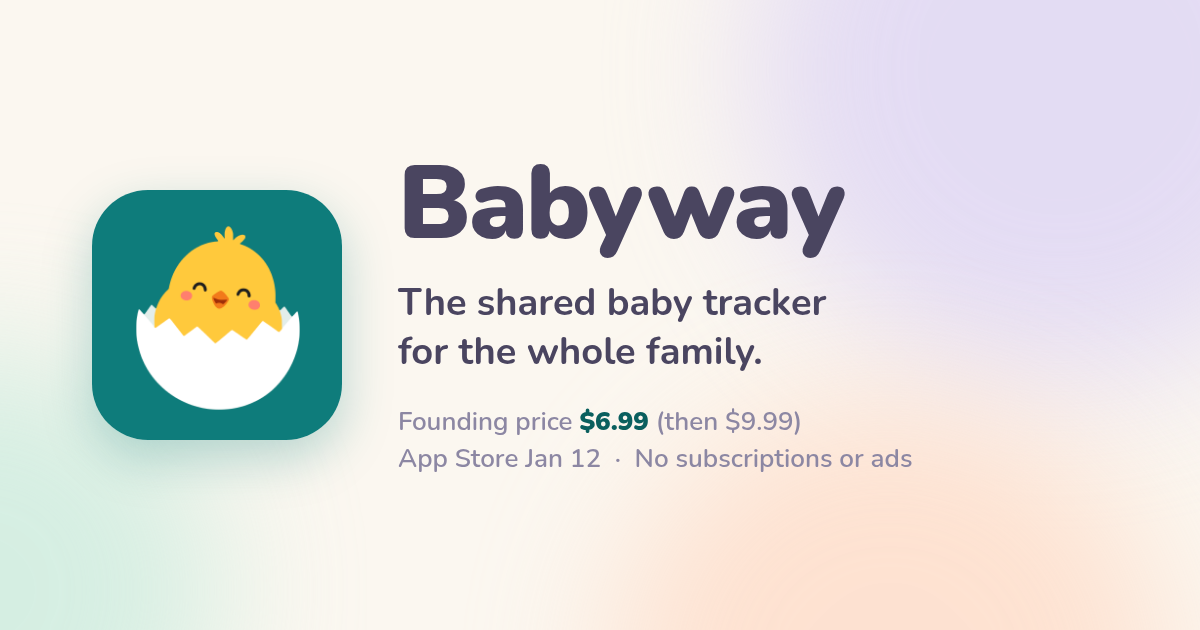 Babyway
The shared baby tracker
for the whole family.
Founding price $6.99 (then $9.99)
App Store Jan 12 · No subscriptions or ads